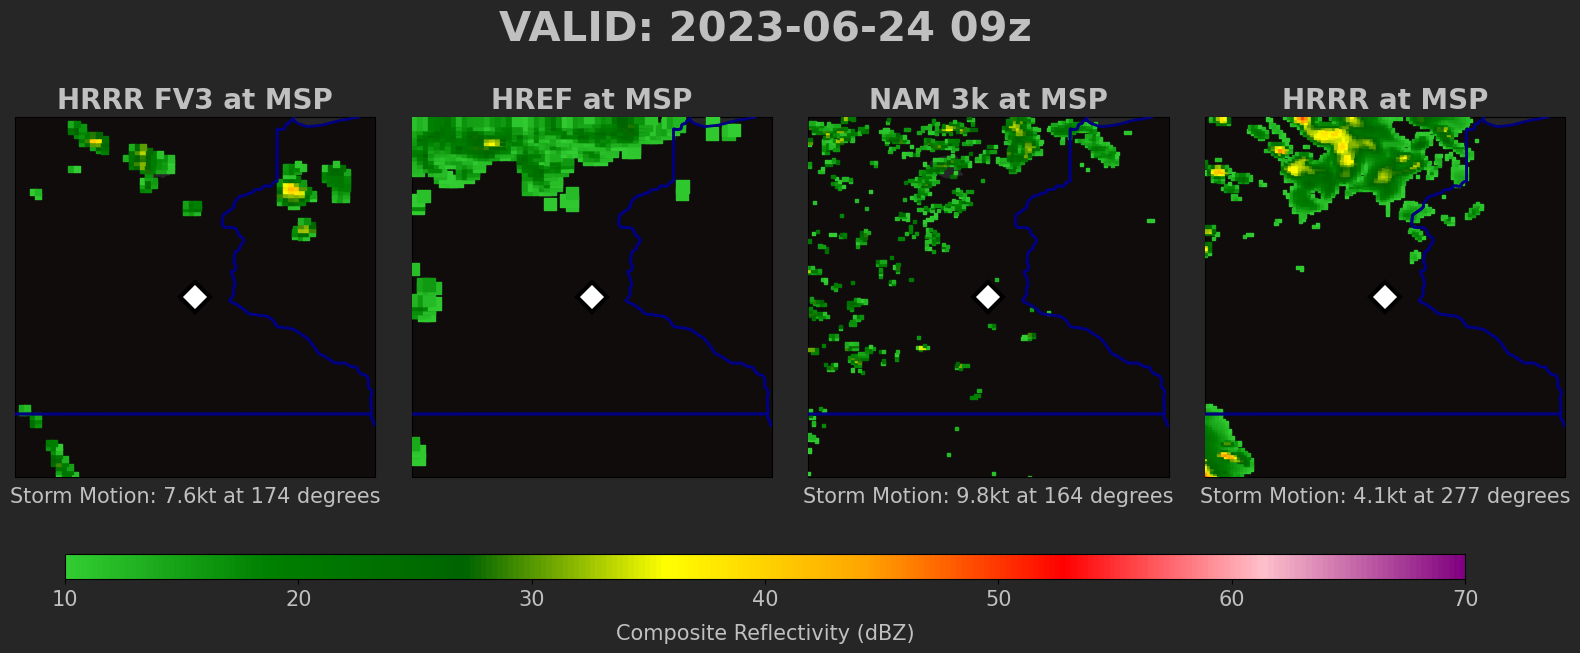 VALID: 2023-06-24 09z
HRRR FV3 at MSP
HREF at MSP
NAM 3k at MSP
HRRR at MSP
Storm Motion: 7.6kt at 174 degrees
Storm Motion: 9.8kt at 164 degrees
Storm Motion: 4.1kt at 277 degrees
10 20 30 40 50 60 70
Composite Reflectivity (dBZ)